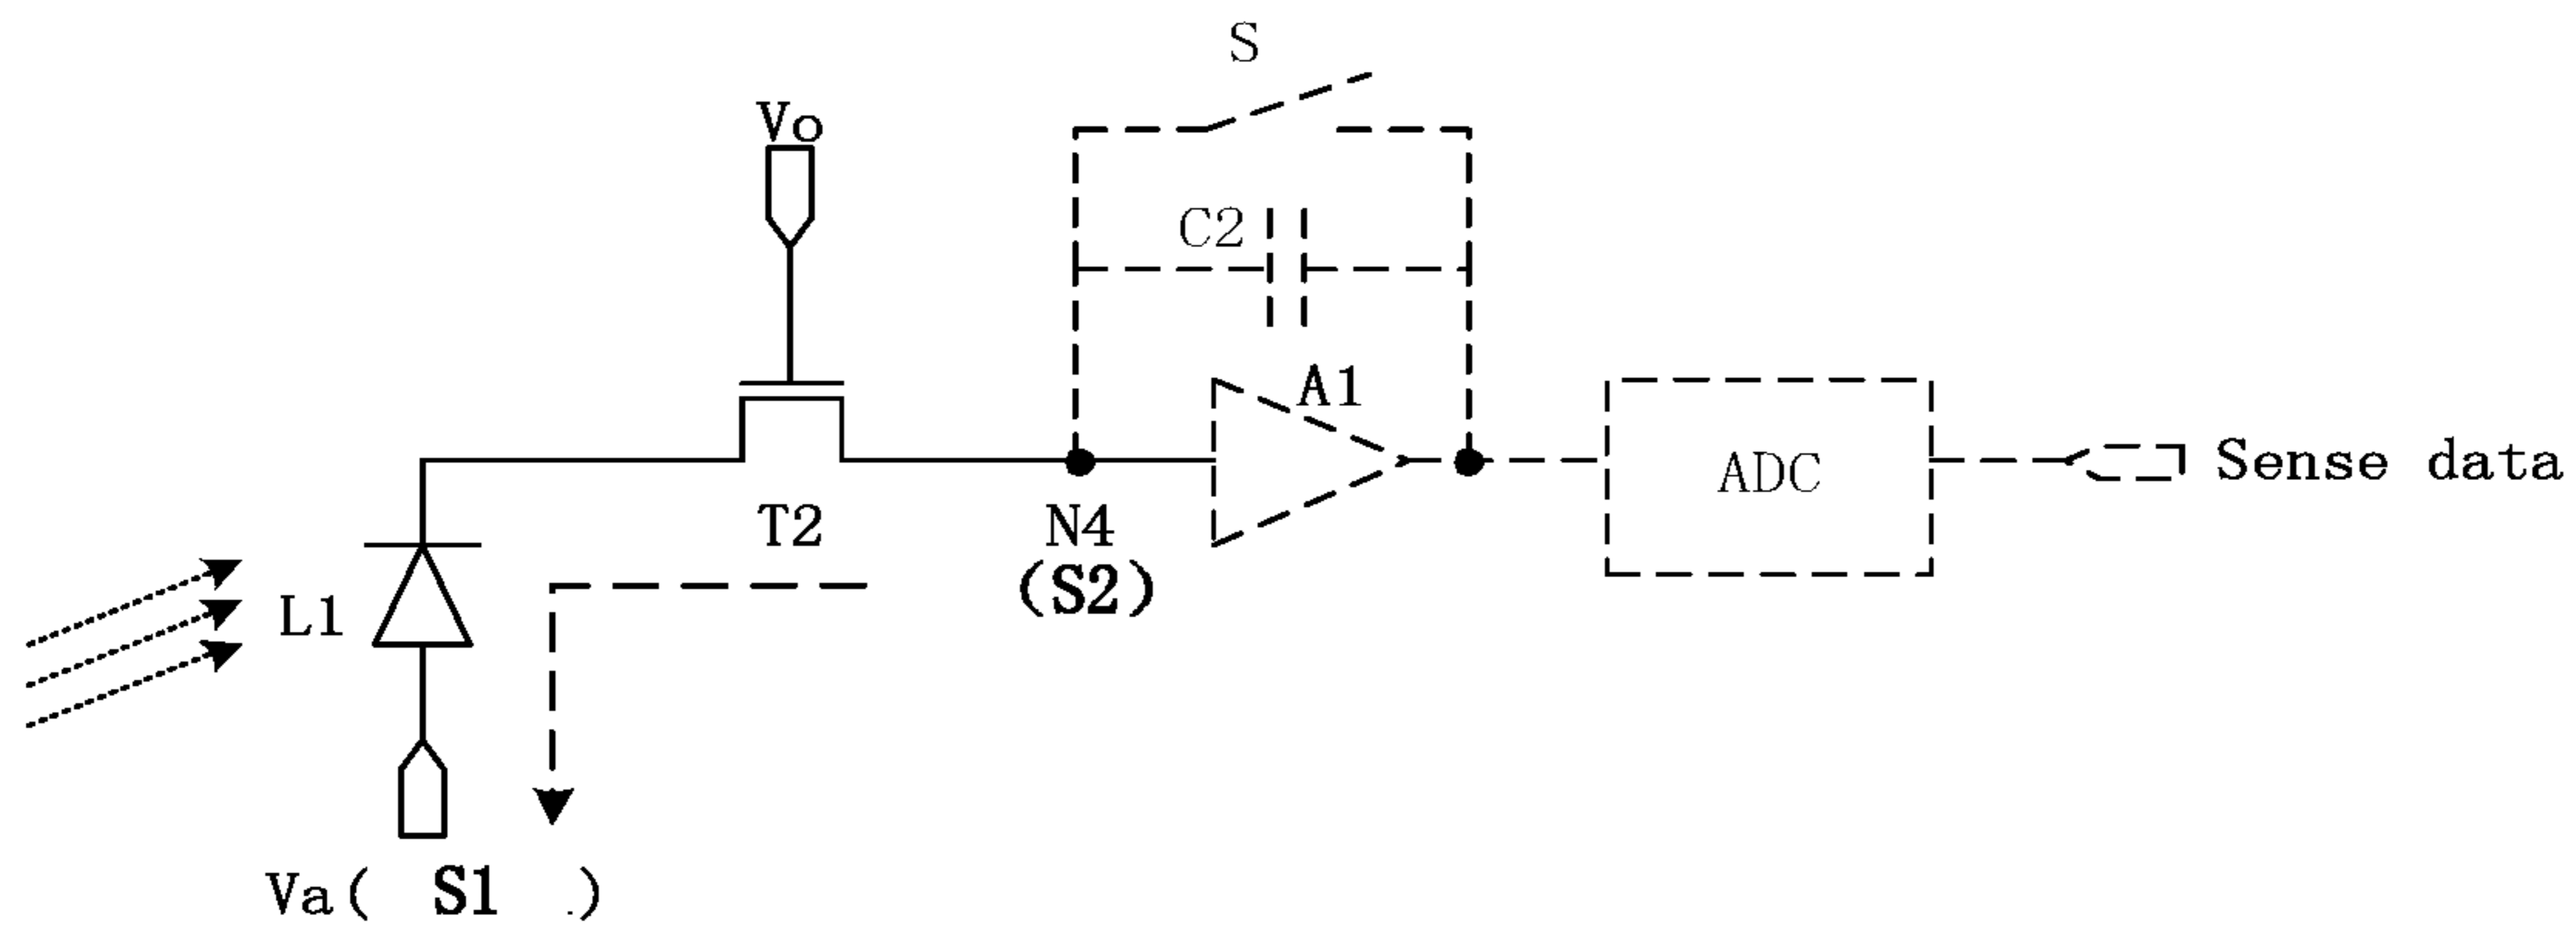 S
Vo
C2
A1
ADC
Sense data
T2
N4
(S2)
L1
Va( S1 )